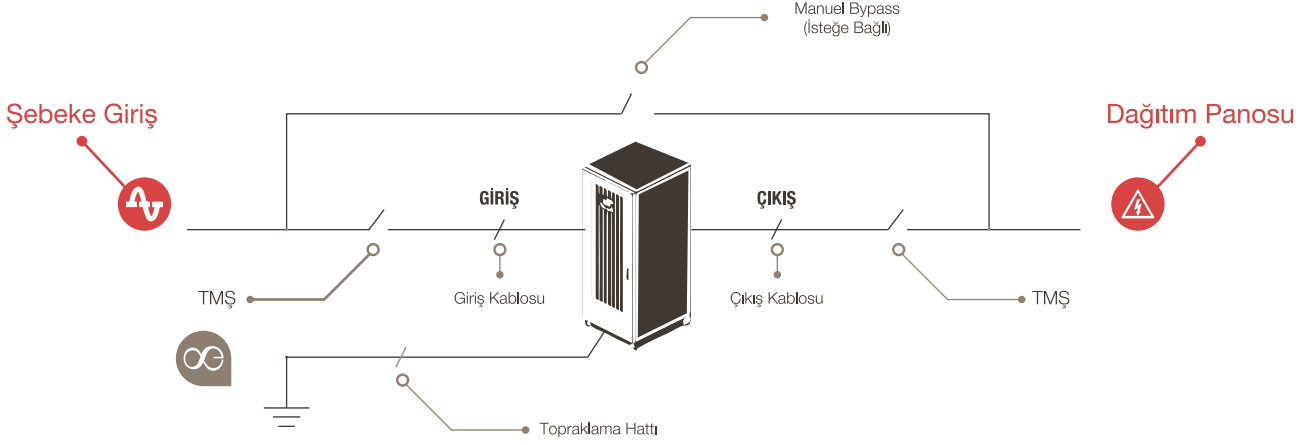 Manuel Bypass
(İsteğe Bağlı)
Şebeke Giriş
Dağıtım Panosu
GİRİŞ
ÇIKIŞ
TMŞ
Giriş Kablosu
Çıkış Kablosu
TMŞ
Topraklama Hattı